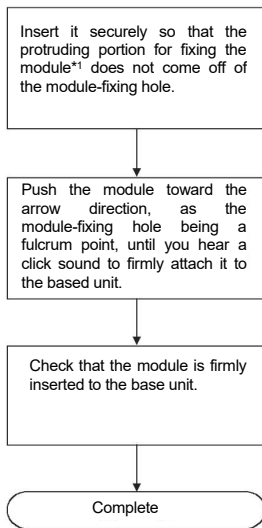 Insert it securely so that the
protruding portion for fixing the
module*1 does not come off of
the module-fixing hole.
Push the module toward the
arrow direction, as the
module-fixing hole being a
fulcrum point, until you hear a
click sound to firmly attach it to
the based unit.
Check that the module is firmly
inserted to the base unit.
Complete